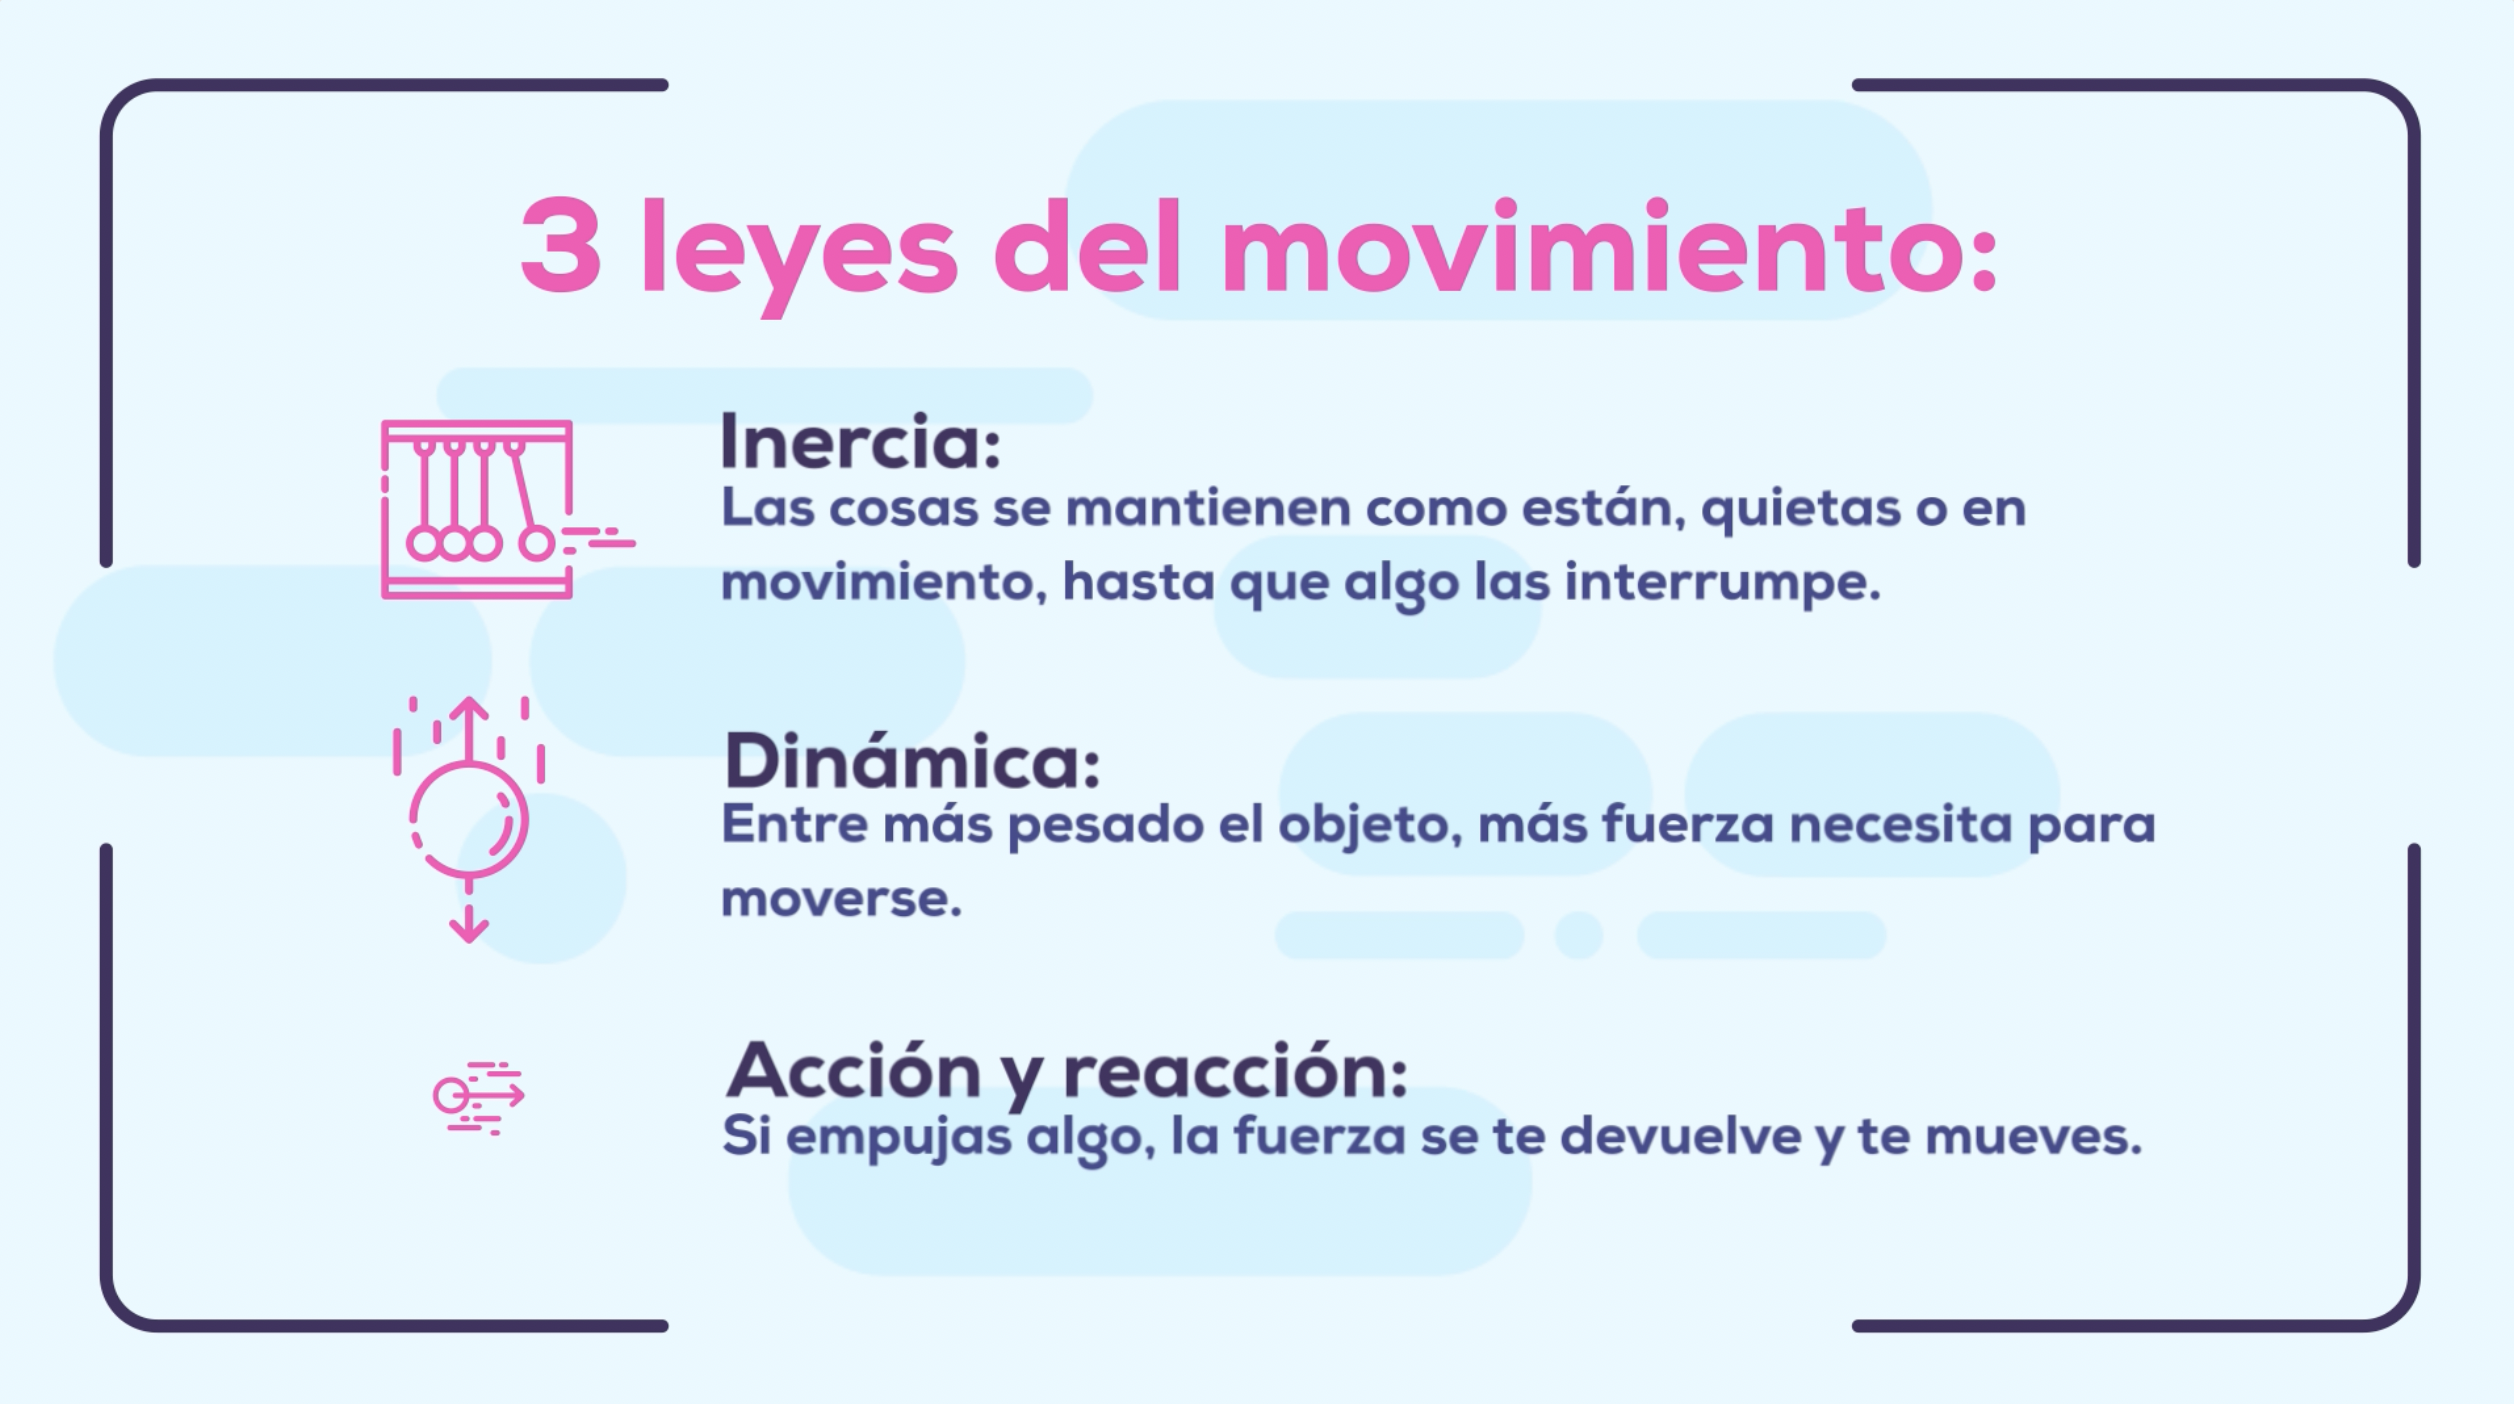 3 leyes del movimiento:
Inercia:
Las cosas se mantienen como están, quietas o en
movimiento, hasta que algo las interrumpe.
Dinámica:
Entre más pesado el objeto, más fuerza necesita para
moverse.
Acción y reacción:
Si empujas algo, la fuerza se te devuelve y te mueves.